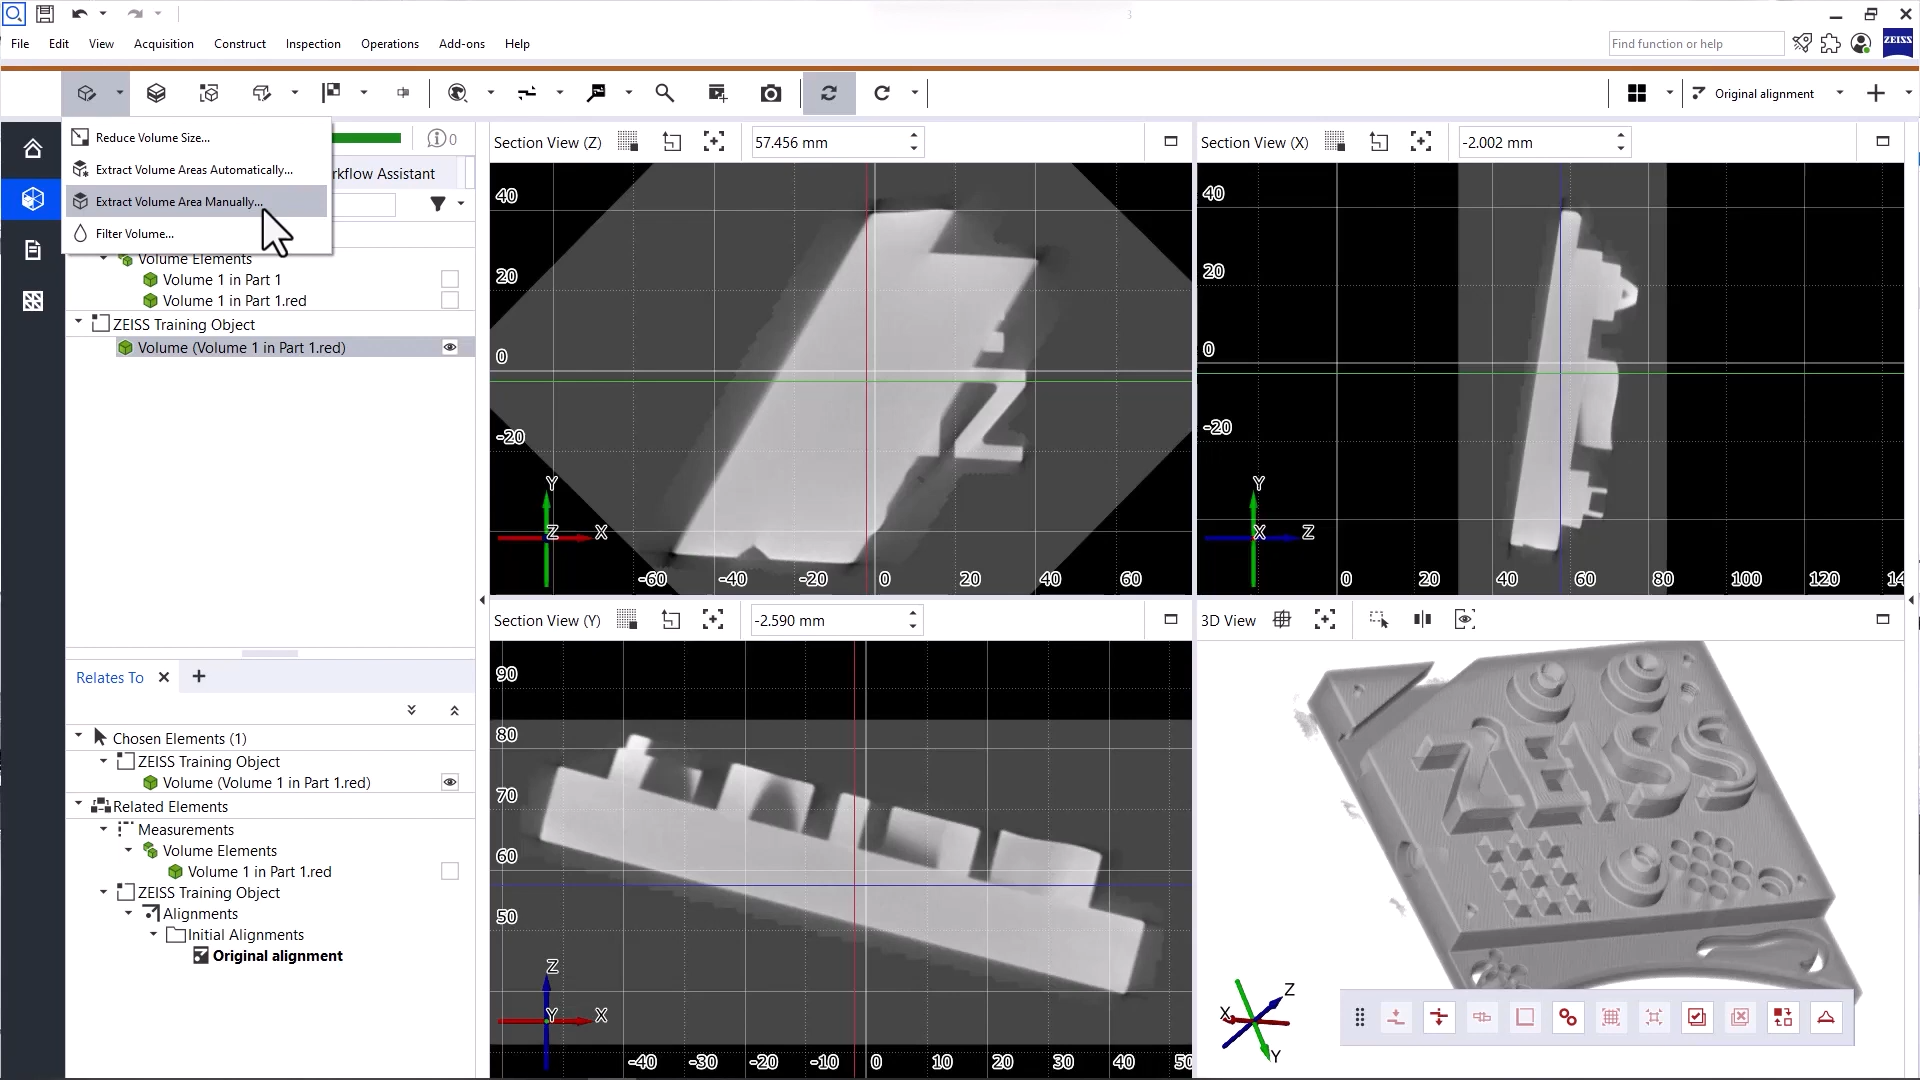 File Edit View Acquisition Construct Inspection Operations Add-ons Help
Find function or help
ZEISS
Original alignment
Reduce Volume Size...
Extract Volume Areas Automatically...
Extract Volume Area Manually...
Filter Volume...
0
rkflow Assistant
Volume Elements
Volume 1 in Part 1
Volume 1 in Part 1.red
ZEISS Training Object
Volume (Volume 1 in Part 1.red)
Relates To
Chosen Elements (1)
ZEISS Training Object
Volume (Volume 1 in Part 1.red)
Related Elements
Measurements
Volume Elements
Volume 1 in Part 1.red
ZEISS Training Object
Alignments
Initial Alignments
Original alignment
Section View (Z) 57.456 mm
40
20
0
-20
Y
Z X
-60 -40 -20 0 20 40 60
Section View (X) -2.002 mm
40
20
0
-20
Y
X Z
0 20 40 60 80 100 120 14
Section View (Y) -2.590 mm
90
80
70
60
50
Z
Y X
-40 -30 -20 -10 0 10 20 30 40 50
3D View
ZEISS
Z
X
Y